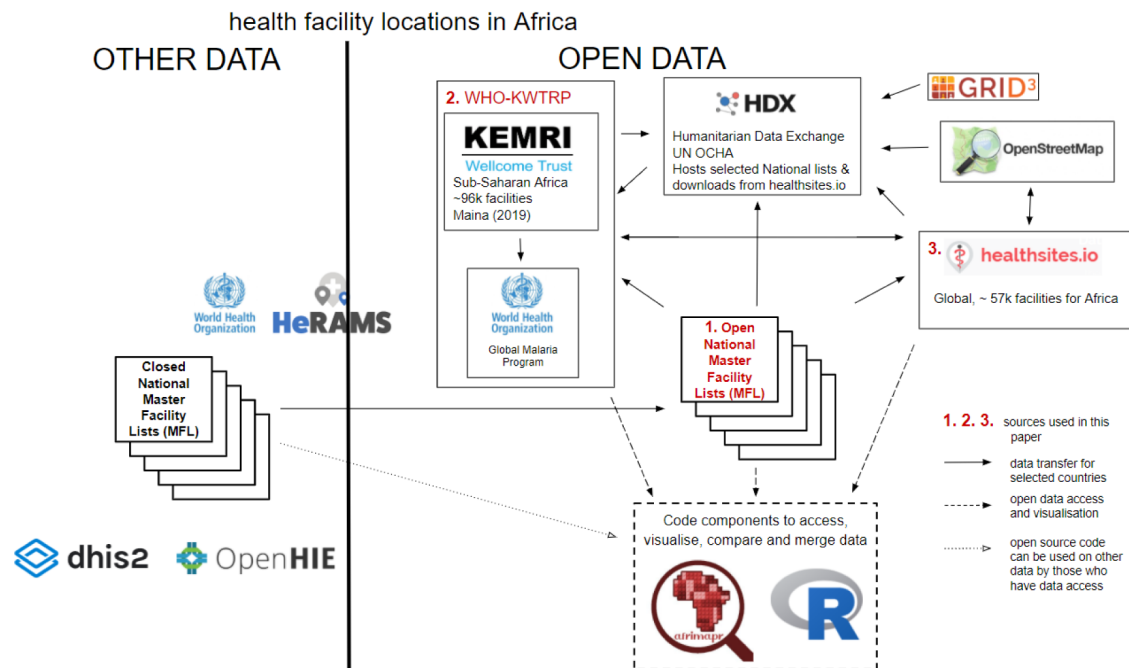 health facility locations in Africa
OTHER DATA
OPEN DATA
2. WHO-KWTRP
KEMRI
Wellcome Trust
Sub-Saharan Africa
~96k facilities
Maina (2019)
World Health
Organization
Global Malaria
Program
HDX
Humanitarian Data Exchange
UN OCHA
Hosts selected National lists &
downloads from healthsites.io
GRID3
OpenStreetMap
3. healthsites.io
Global, ~ 57k facilities for Africa
World Health
Organization
HeRAMS
Closed
National
Master
Facility
Lists (MFL)
1. Open
National
Master
Facility
Lists (MFL)
dhis2
OpenHIE
Code components to access,
visualise, compare and merge data
afrimapr
R
1. 2. 3. sources used in this
paper
data transfer for
selected countries
open data access
and visualisation
open source code
can be used on other
data by those who
have data access